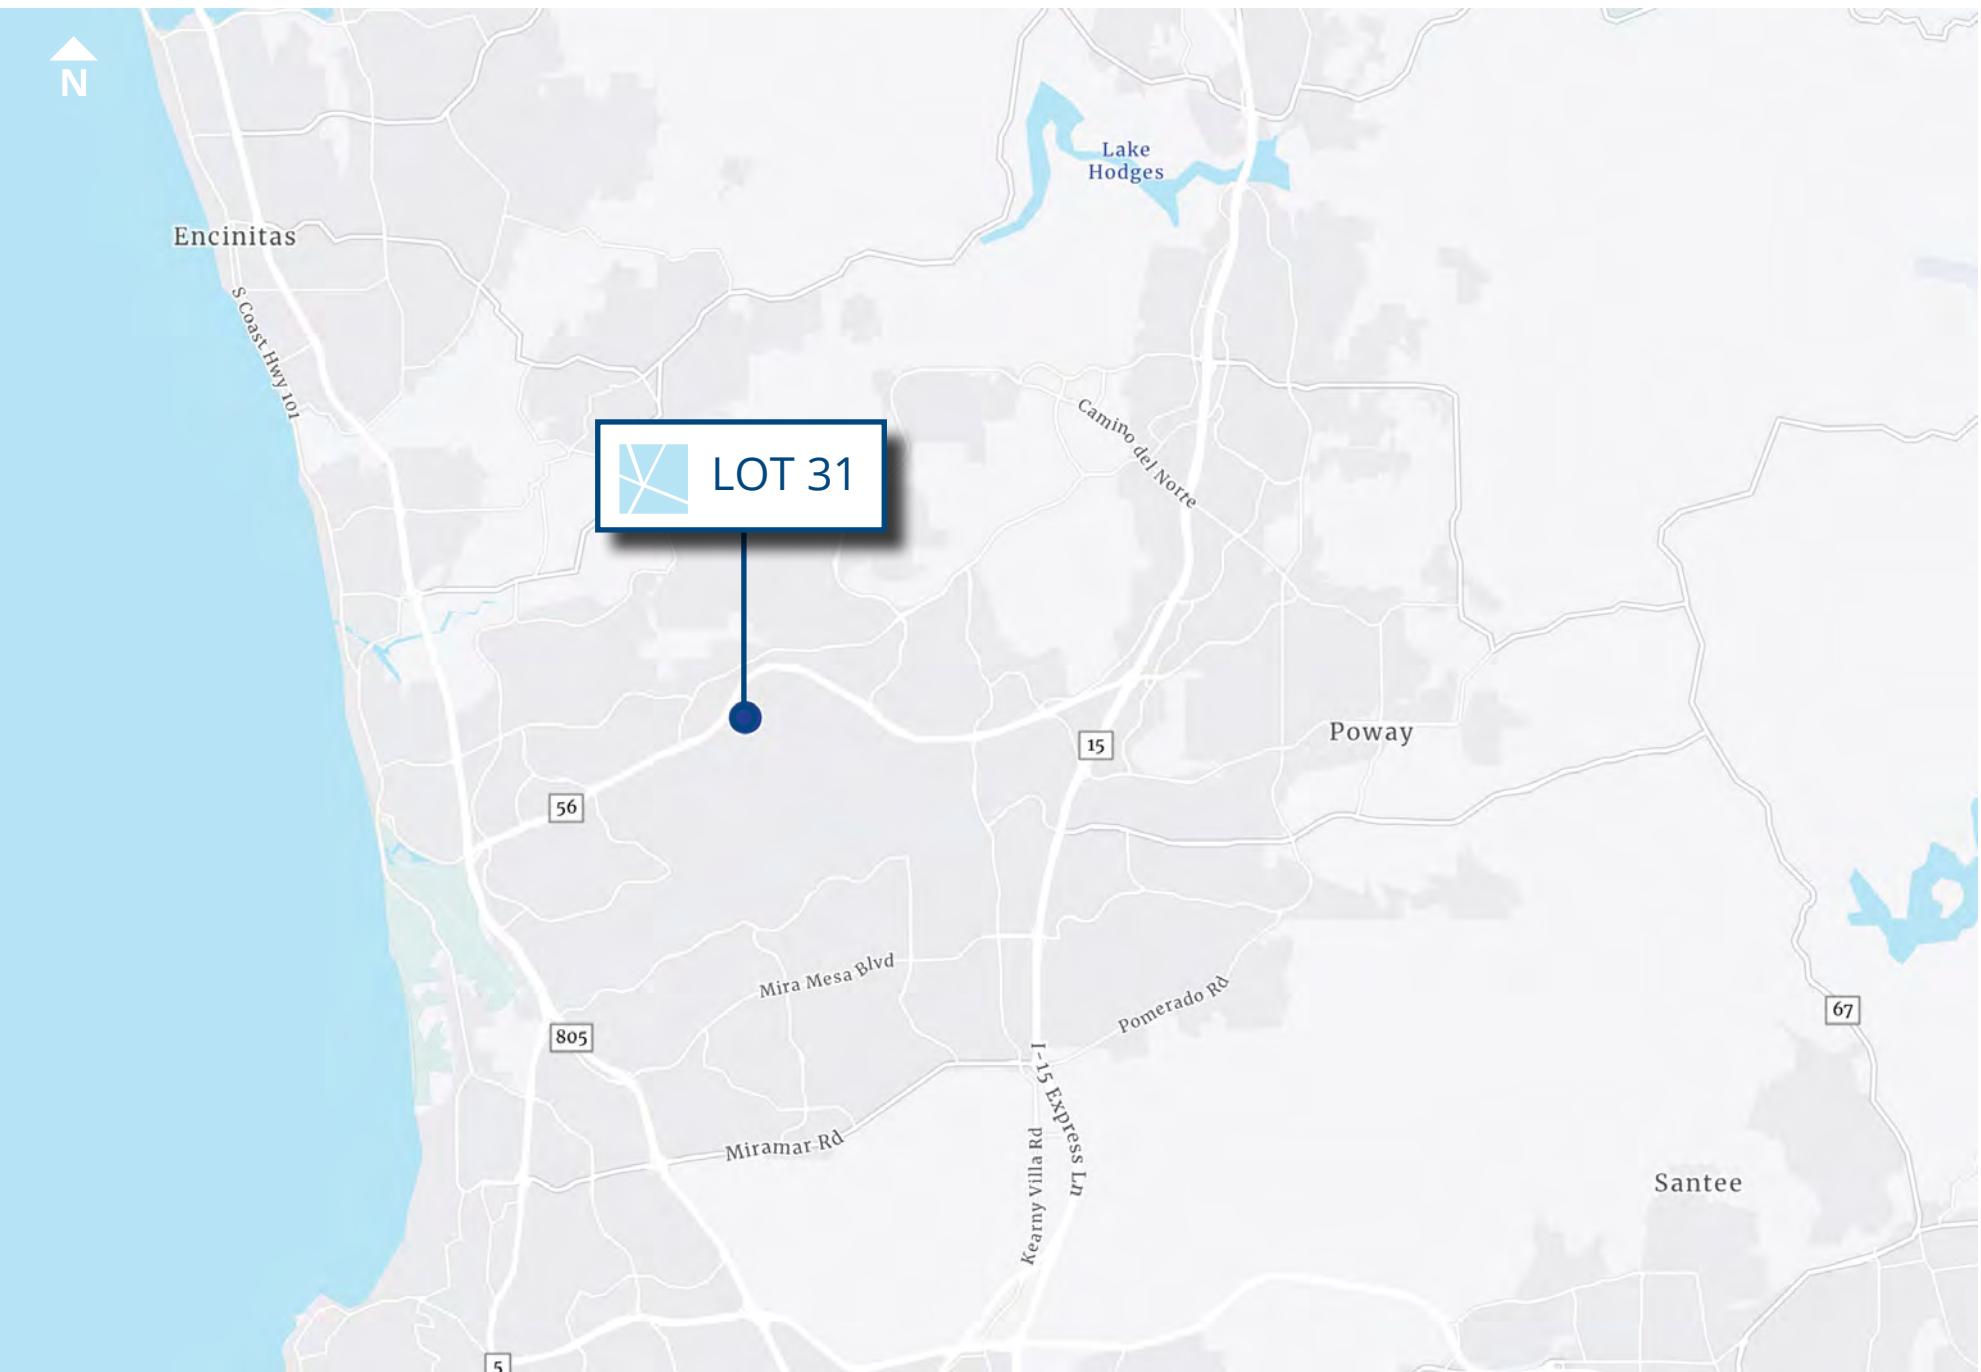 N
Lake
Hodges
Encinitas
S Coast Hwy 101
Camino del Norte
LOT 31
Poway
15
56
Mira Mesa Blvd
Pomerado Rd
67
805
I-15 Express Ln
Miramar Rd
Kearny Villa Rd
Santee
5